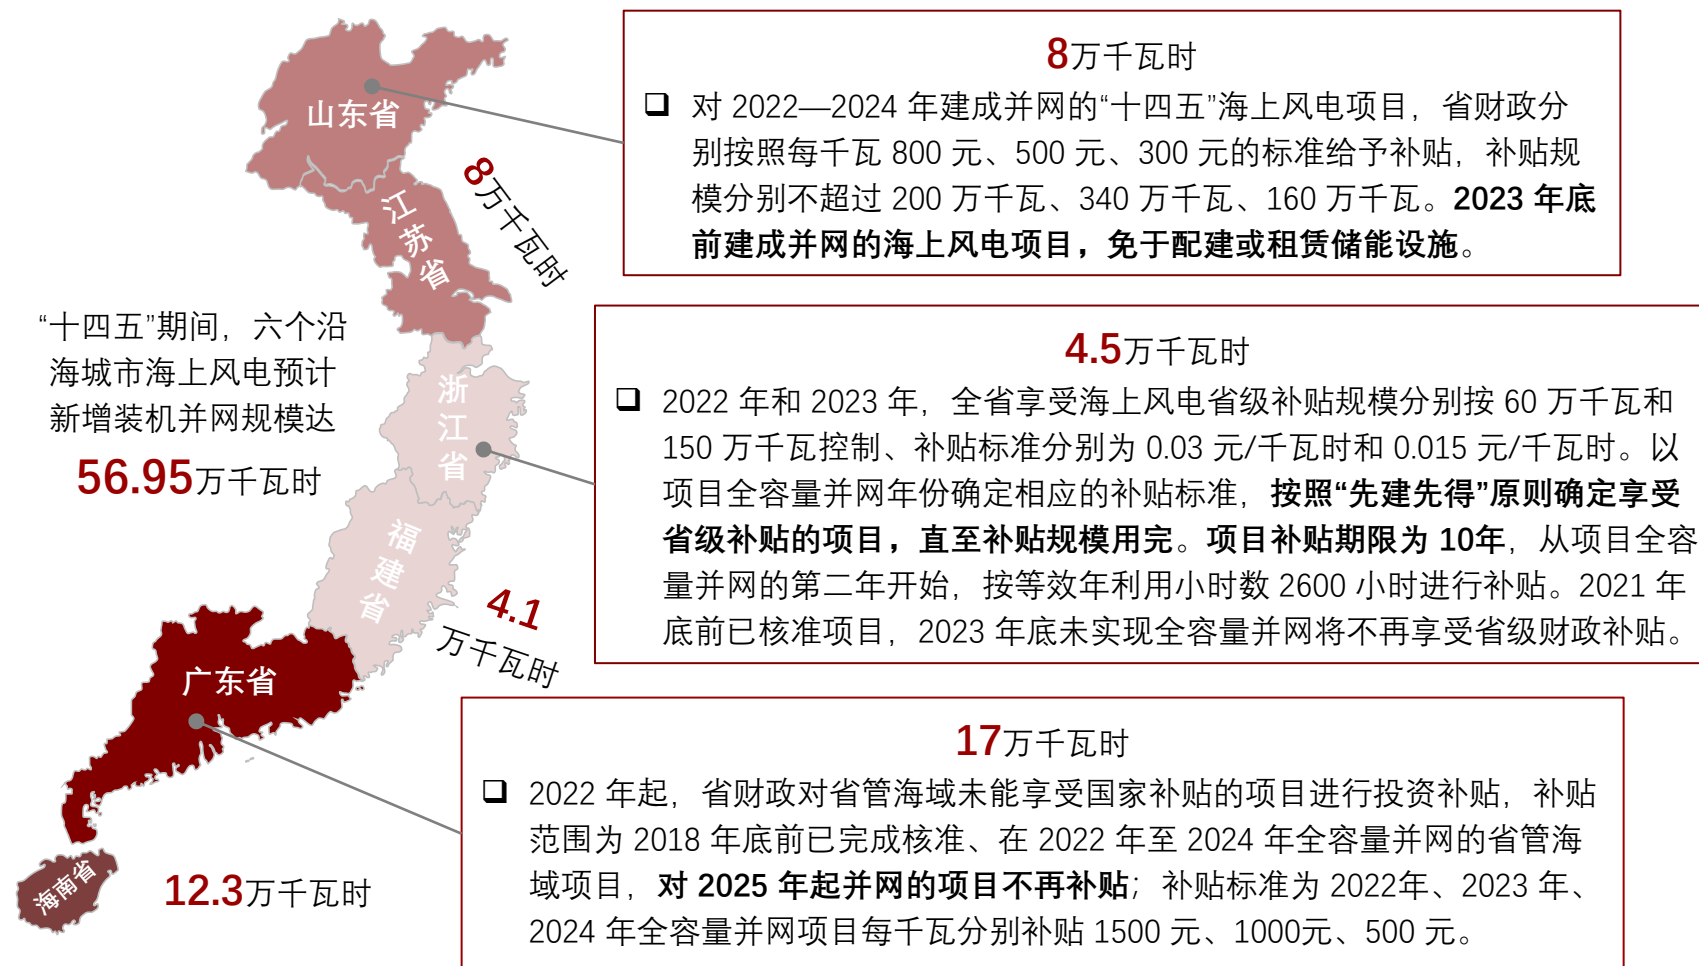 山东省
江苏省
浙江省
福建省
广东省
海南省
8万千瓦时
4.1
万千瓦时
12.3万千瓦时
“十四五”期间，六个沿
海城市海上风电预计
新增装机并网规模达
56.95万千瓦时
8万千瓦时
❑ 对 2022—2024 年建成并网的“十四五”海上风电项目，省财政分
别按照每千瓦 800 元、500 元、300 元的标准给予补贴，补贴规
模分别不超过 200 万千瓦、340 万千瓦、160 万千瓦。2023 年底
前建成并网的海上风电项目，免于配建或租赁储能设施。
4.5万千瓦时
❑ 2022 年和 2023 年，全省享受海上风电省级补贴规模分别按 60 万千瓦和
150 万千瓦控制、补贴标准分别为 0.03 元/千瓦时和 0.015 元/千瓦时。以
项目全容量并网年份确定相应的补贴标准，按照“先建先得”原则确定享受
省级补贴的项目，直至补贴规模用完。项目补贴期限为 10年，从项目全容
量并网的第二年开始，按等效年利用小时数 2600 小时进行补贴。2021 年
底前已核准项目，2023 年底未实现全容量并网将不再享受省级财政补贴。
17万千瓦时
❑ 2022 年起，省财政对省管海域未能享受国家补贴的项目进行投资补贴，补贴
范围为 2018 年底前已完成核准、在 2022 年至 2024 年全容量并网的省管海
域项目，对 2025 年起并网的项目不再补贴；补贴标准为 2022年、2023 年、
2024 年全容量并网项目每千瓦分别补贴 1500 元、1000元、500 元。